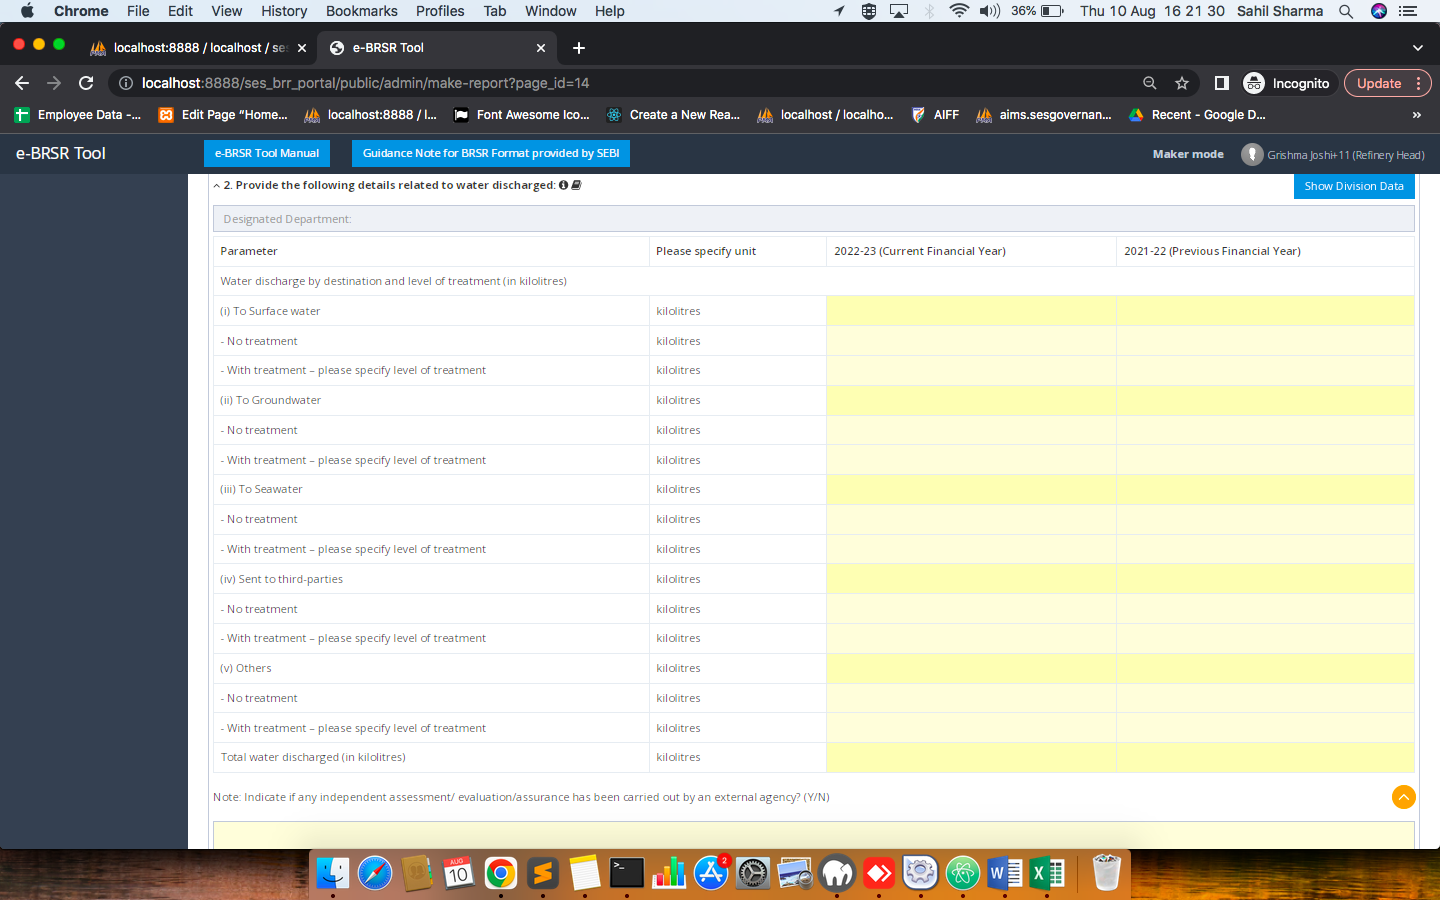 Chrome File Edit View History Bookmarks Profiles Tab Window Help 36% Thu 10 Aug 16 21 30 Sahil Sharma
localhost:8888 / localhost / ses e-BRSR Tool
localhost:8888/ses_brr_portal/public/admin/make-report?page_id=14 Incognito Update
Employee Data -... Edit Page "Home... localhost:8888 / l... Font Awesome Ico... Create a New Rea... localhost / localho... AIFF aims.sesgovernan... Recent - Google D... »
e-BRSR Tool e-BRSR Tool Manual Guidance Note for BRSR Format provided by SEBI Maker mode Grishma Joshi+11 (Refinery Head)
2. Provide the following details related to water discharged: Show Division Data
Designated Department:
Parameter Please specify unit 2022-23 (Current Financial Year) 2021-22 (Previous Financial Year)
Water discharge by destination and level of treatment (in kilolitres)
(i) To Surface water kilolitres
- No treatment kilolitres
- With treatment – please specify level of treatment kilolitres
(ii) To Groundwater kilolitres
- No treatment kilolitres
- With treatment – please specify level of treatment kilolitres
(iii) To Seawater kilolitres
- No treatment kilolitres
- With treatment – please specify level of treatment kilolitres
(iv) Sent to third-parties kilolitres
- No treatment kilolitres
- With treatment – please specify level of treatment kilolitres
(v) Others kilolitres
- No treatment kilolitres
- With treatment – please specify level of treatment kilolitres
Total water discharged (in kilolitres) kilolitres
Note: Indicate if any independent assessment/ evaluation/assurance has been carried out by an external agency? (Y/N)
AUG
10
2
W
X